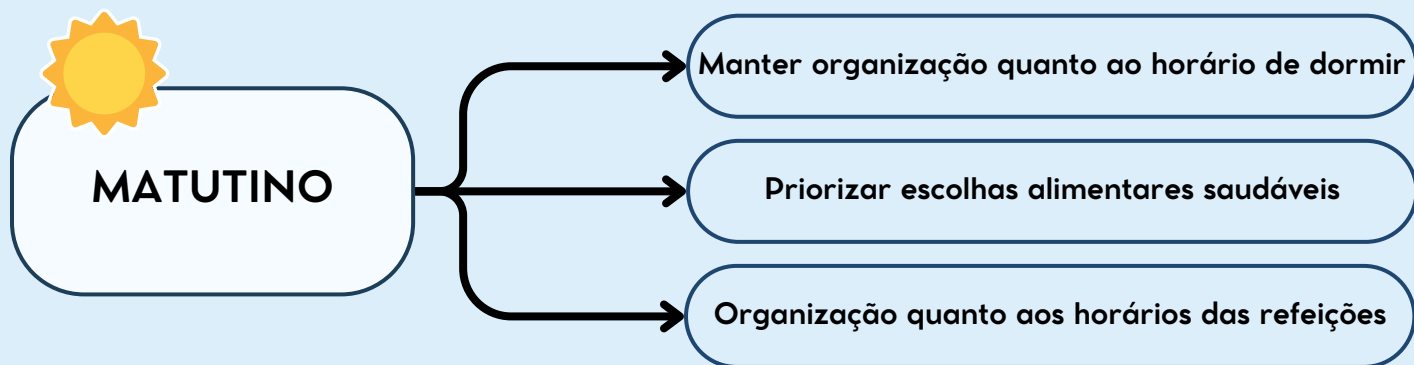 MATUTINO
Manter organização quanto ao horário de dormir
Priorizar escolhas alimentares saudáveis
Organização quanto aos horários das refeições